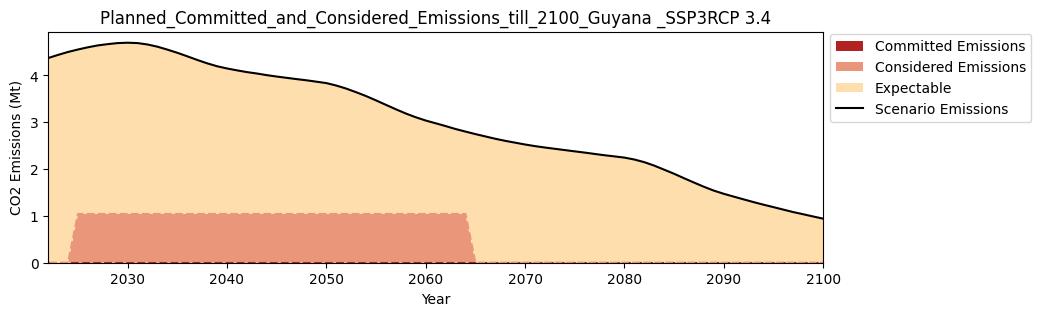 Planned_Committed_and_Considered_Emissions_till_2100_Guyana _SSP3RCP 3.4
Committed Emissions
Considered Emissions
Expectable
Scenario Emissions
CO2 Emissions (Mt)
4
3
2
1
0
2030 2040 2050 2060 2070 2080 2090 2100
Year